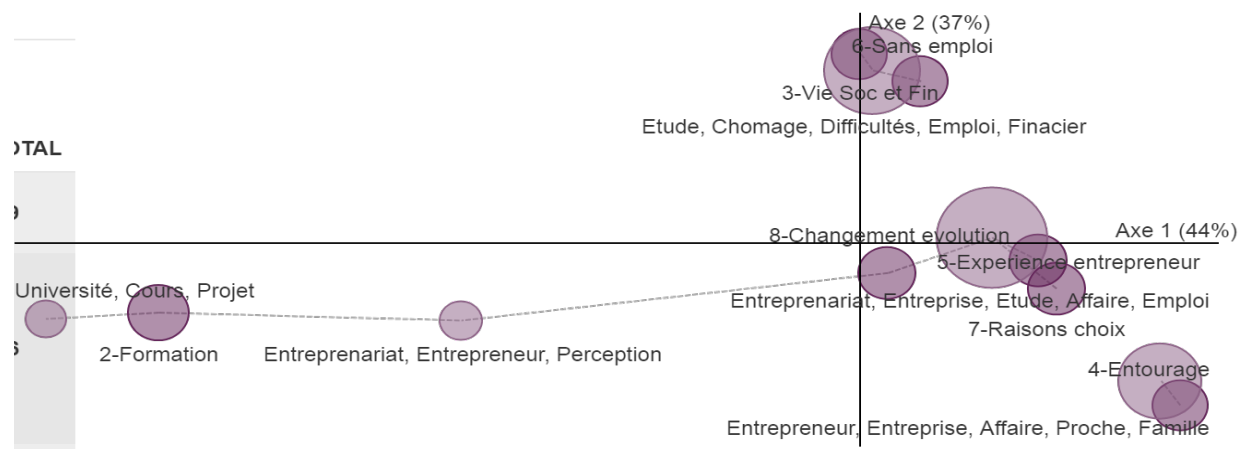 Axe 2 (37%)
6-Sans emploi
3-Vie Soc et Fin
Etude, Chomage, Difficultés, Emploi, Finacier
OTAL
9
8-Changement evolution
Axe 1 (44%)
5-Experience entrepreneur
Université, Cours, Projet
Entreprenariat, Entreprise, Etude, Affaire, Emploi
7-Raisons choix
2-Formation
Entreprenariat, Entrepreneur, Perception
6
4-Entourage
Entrepreneur, Entreprise, Affaire, Proche, Famille